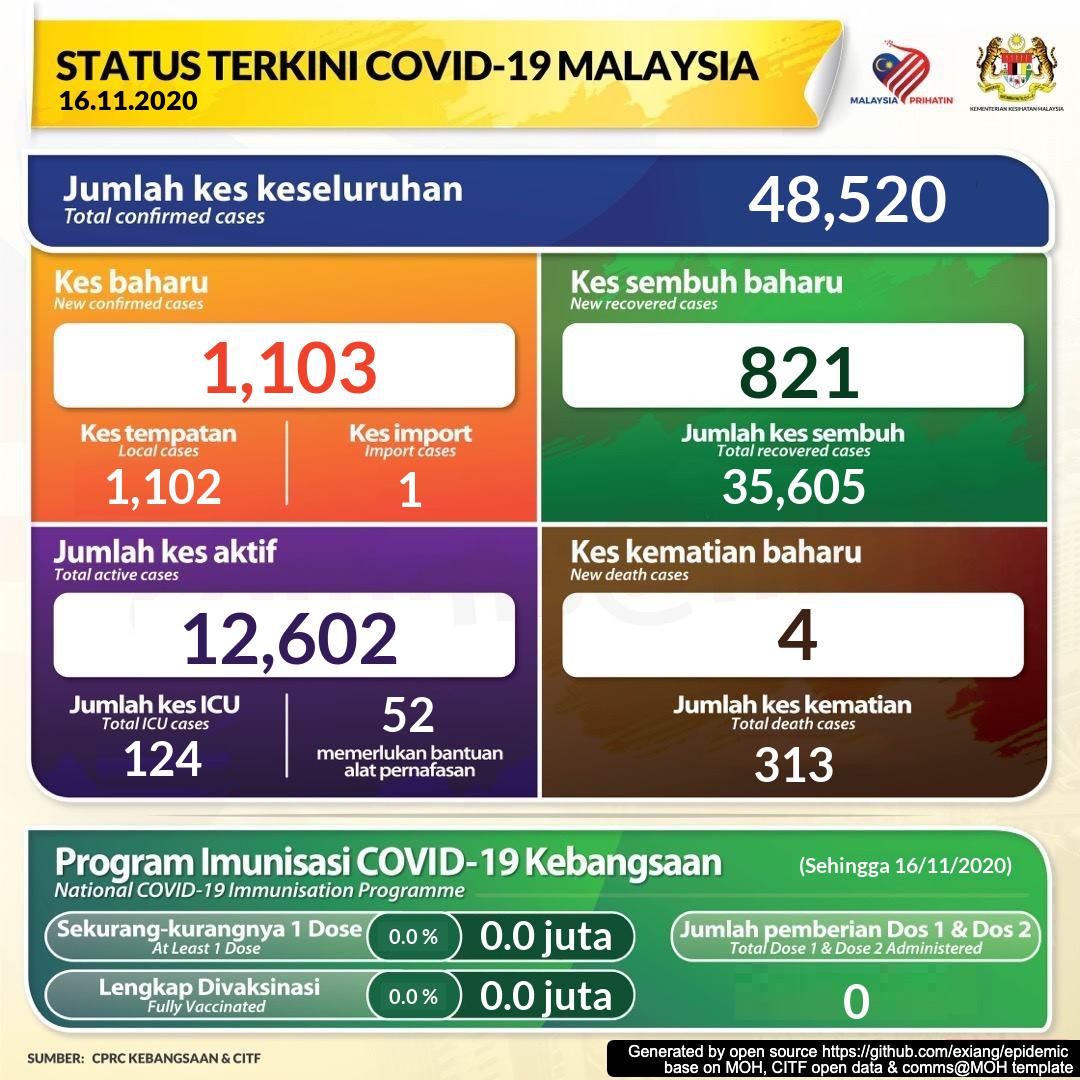 STATUS TERKINI COVID-19 MALAYSIA
16.11.2020
MALAYSIA PRIHATIN
KEMENTERIAN KESIHATAN MALAYSIA
Jumlah kes keseluruhan
Total confirmed cases
48,520
Kes baharu
New confirmed cases
1,103
Kes tempatan
Local cases
1,102
Kes import
Import cases
1
Kes sembuh baharu
New recovered cases
821
Jumlah kes sembuh
Total recovered cases
35,605
Jumlah kes aktif
Total active cases
12,602
Jumlah kes ICU
Total ICU cases
124
52
memerlukan bantuan
alat pernafasan
Kes kematian baharu
New death cases
4
Jumlah kes kematian
Total death cases
313
Program Imunisasi COVID-19 Kebangsaan
(Sehingga 16/11/2020)
National COVID-19 Immunisation Programme
Sekurang-kurangnya 1 Dose
At Least 1 Dose
0.0 %
0.0 juta
Lengkap Divaksinasi
Fully Vaccinated
0.0 %
0.0 juta
Jumlah pemberian Dos 1 & Dos 2
Total Dose 1 & Dose 2 Administered
0
SUMBER: CPRC KEBANGSAAN & CITF
Generated by open source https://github.com/exiang/epidemic
base on MOH, CITF open data & comms@MOH template